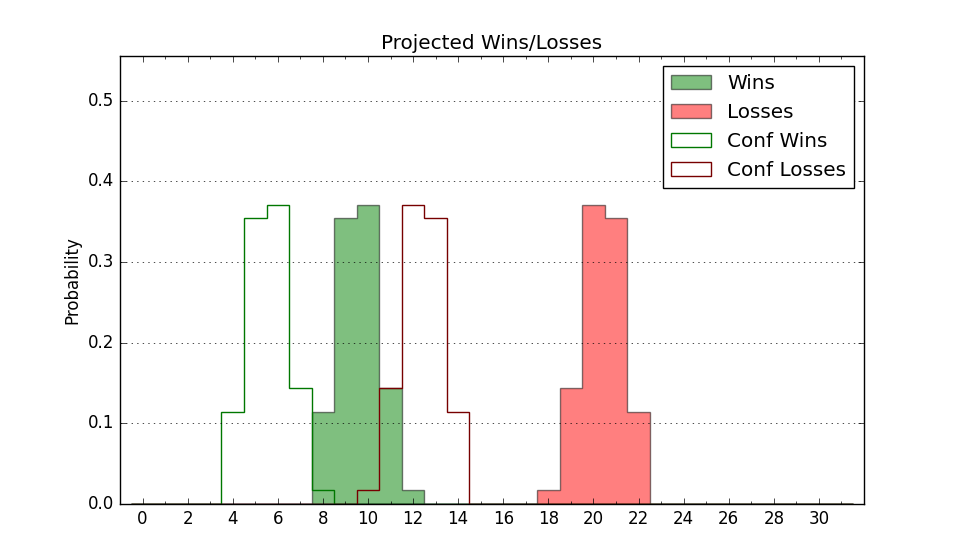 Projected Wins/Losses
Wins
Losses
Conf Wins
Conf Losses
Probability
0.5
0.4
0.3
0.2
0.1
0.0
0 2 4 6 8 10 12 14 16 18 20 22 24 26 28 30